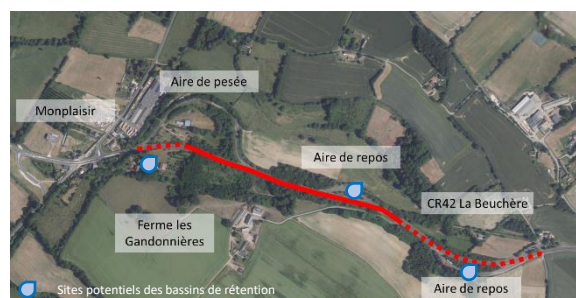 Aire de pesée
Monplaisir
Aire de repos
CR42 La Beuchère
Ferme les
Gandonnières
Sites potentiels des bassins de rétention
Aire de repos